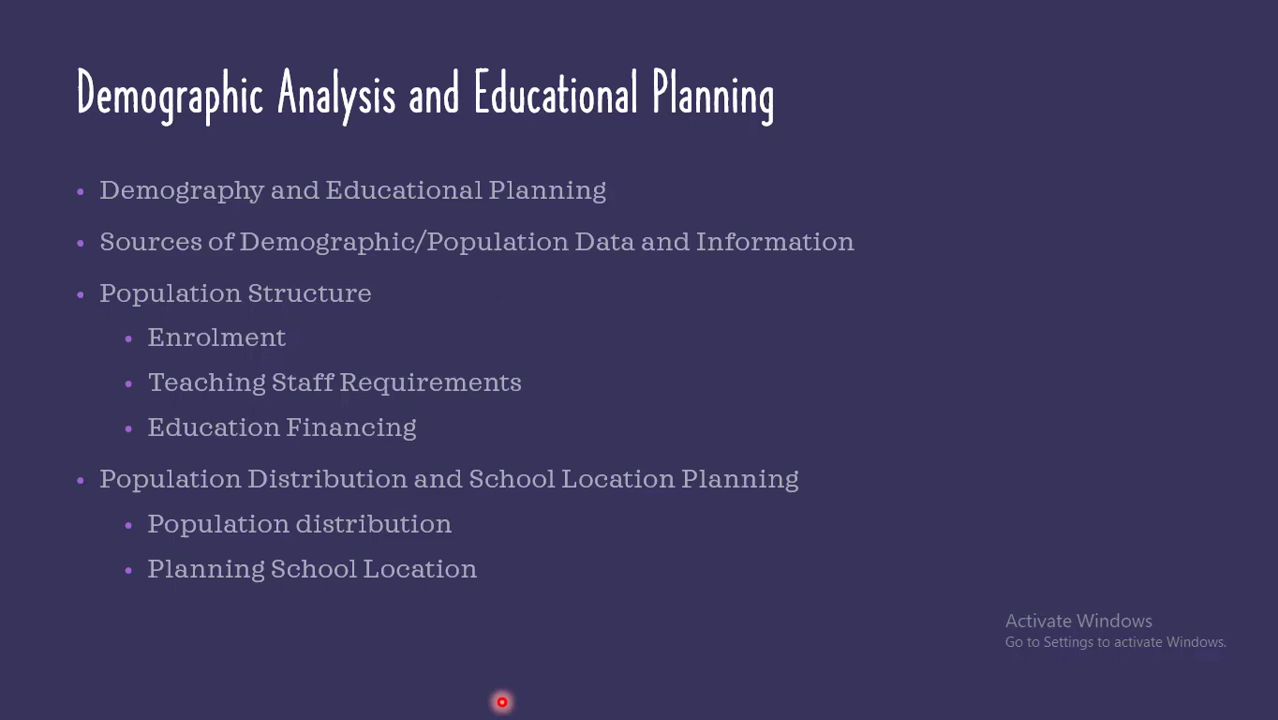 Demographic Analysis and Educational Planning
• Demography and Educational Planning
• Sources of Demographic/Population Data and Information
• Population Structure
• Enrolment
• Teaching Staff Requirements
• Education Financing
• Population Distribution and School Location Planning
• Population distribution
• Planning School Location
Activate Windows
Go to Settings to activate Windows.